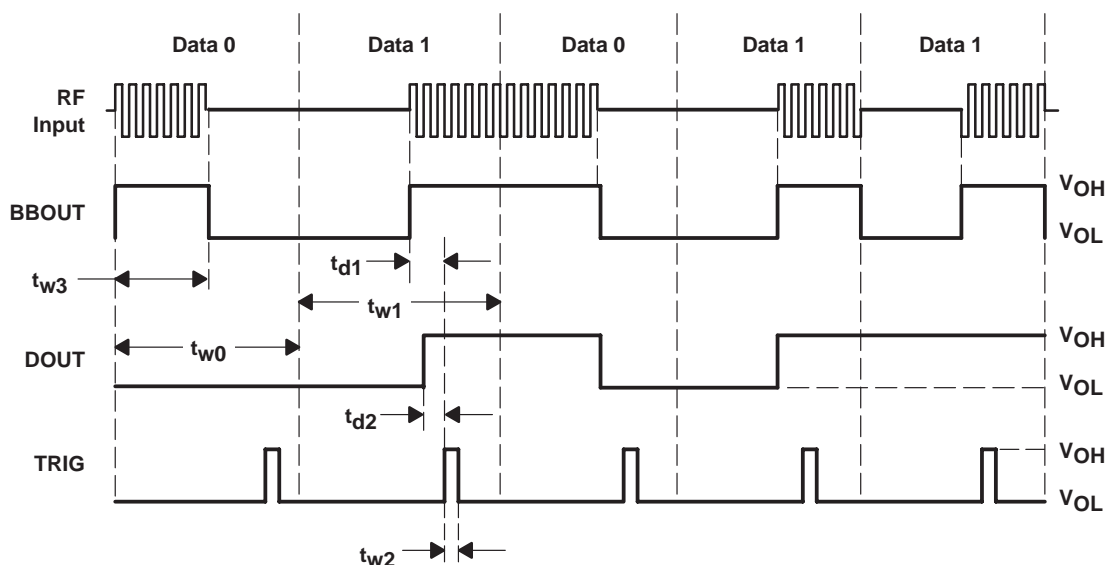 Data 0 Data 1 Data 0 Data 1 Data 1
RF
Input
VOH
BBOUT
VOL
td1
tw3
tw1
VOH
tw0
DOUT
VOL
td2
VOH
TRIG
VOL
tw2